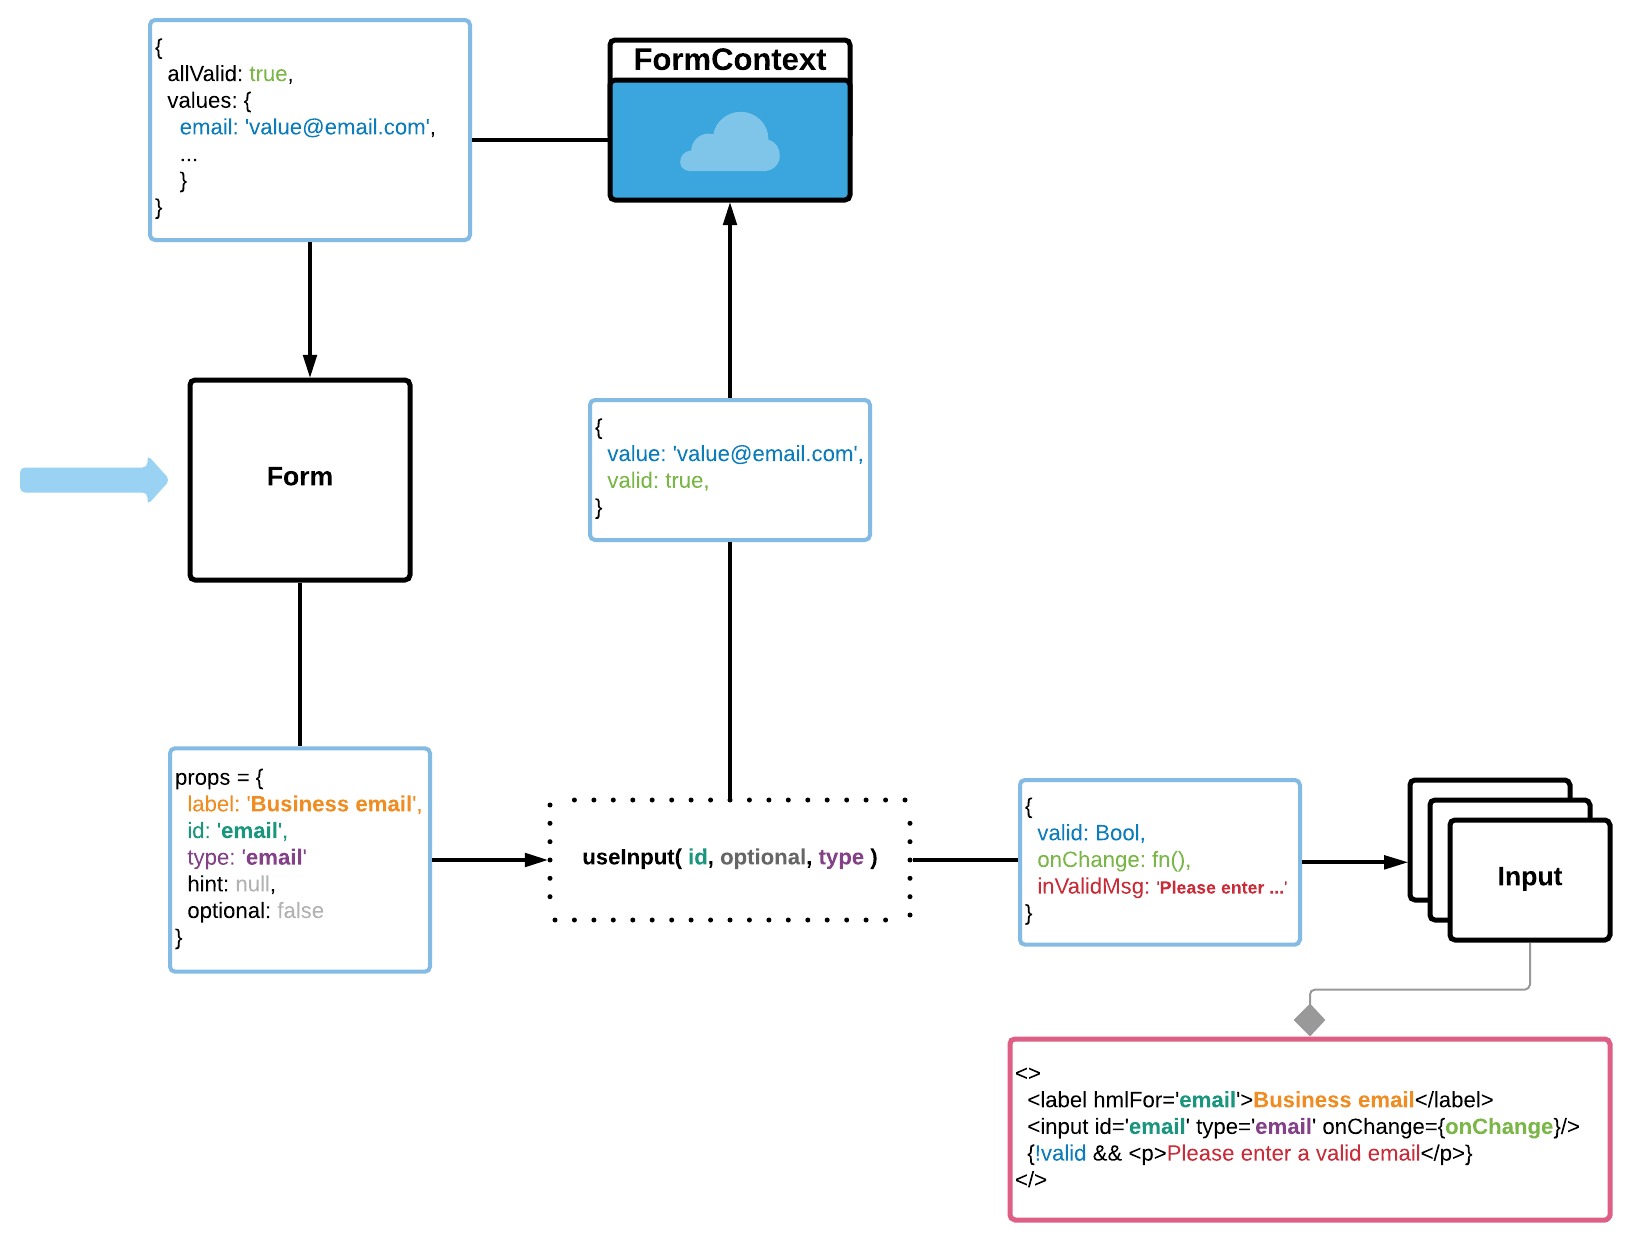 {
allValid: true,
values: {
email: 'value@email.com',
...
}
}
FormContext
Form
{
value: 'value@email.com',
valid: true,
}
props = {
label: 'Business email',
id: 'email',
type: 'email'
hint: null,
optional: false
}
useInput( id, optional, type )
{
valid: Bool,
onChange: fn(),
inValidMsg: 'Please enter ...'
}
Input
<>
<label hmlFor='email'>Business email</label>
<input id='email' type='email' onChange={onChange}/>
{!valid && <p>Please enter a valid email</p>}
</>